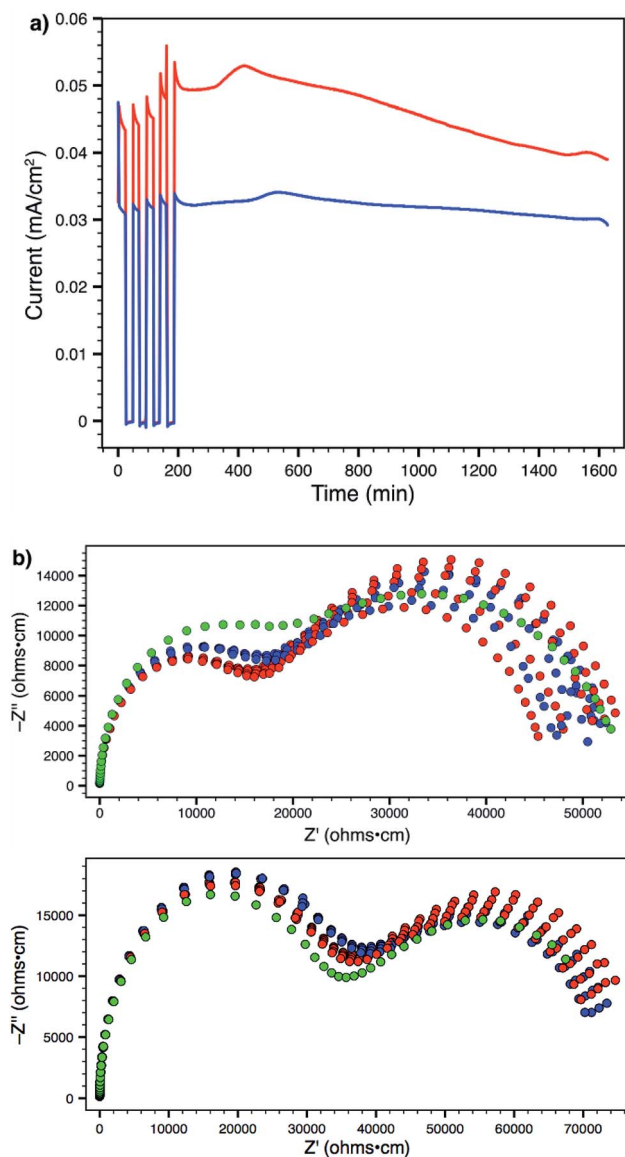 a)
0.06
0.05
0.04
0.03
0.02
0.01
0
Current (mA/cm²)
0 200 400 600 800 1000 1200 1400 1600
Time (min)
b)
14000
12000
10000
8000
6000
4000
2000
0
–Z" (ohms•cm)
0 10000 20000 30000 40000 50000
Z' (ohms•cm)
15000
10000
5000
0
–Z" (ohms•cm)
0 10000 20000 30000 40000 50000 60000 70000
Z' (ohms•cm)